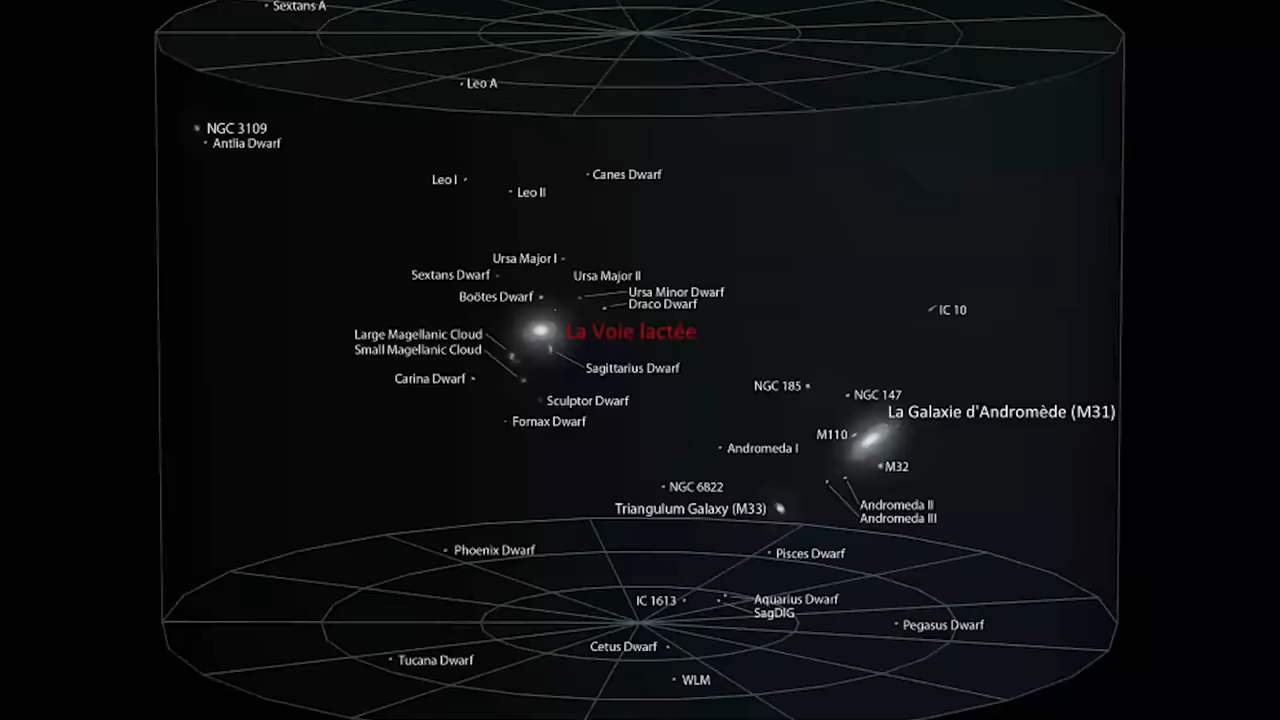 Sextans A
Leo A
NGC 3109
Antlia Dwarf
Leo I
Leo II
Canes Dwarf
Ursa Major I
Sextans Dwarf
Ursa Major II
Boötes Dwarf
Ursa Minor Dwarf
Draco Dwarf
IC 10
La Voie lactée
Large Magellanic Cloud
Small Magellanic Cloud
Sagittarius Dwarf
Carina Dwarf
NGC 185
NGC 147
Sculptor Dwarf
La Galaxie d'Andromède (M31)
Fornax Dwarf
M110
Andromeda I
M32
NGC 6822
Andromeda II
Triangulum Galaxy (M33)
Andromeda III
Phoenix Dwarf
Pisces Dwarf
IC 1613
Aquarius Dwarf
SagDIG
Pegasus Dwarf
Cetus Dwarf
Tucana Dwarf
WLM